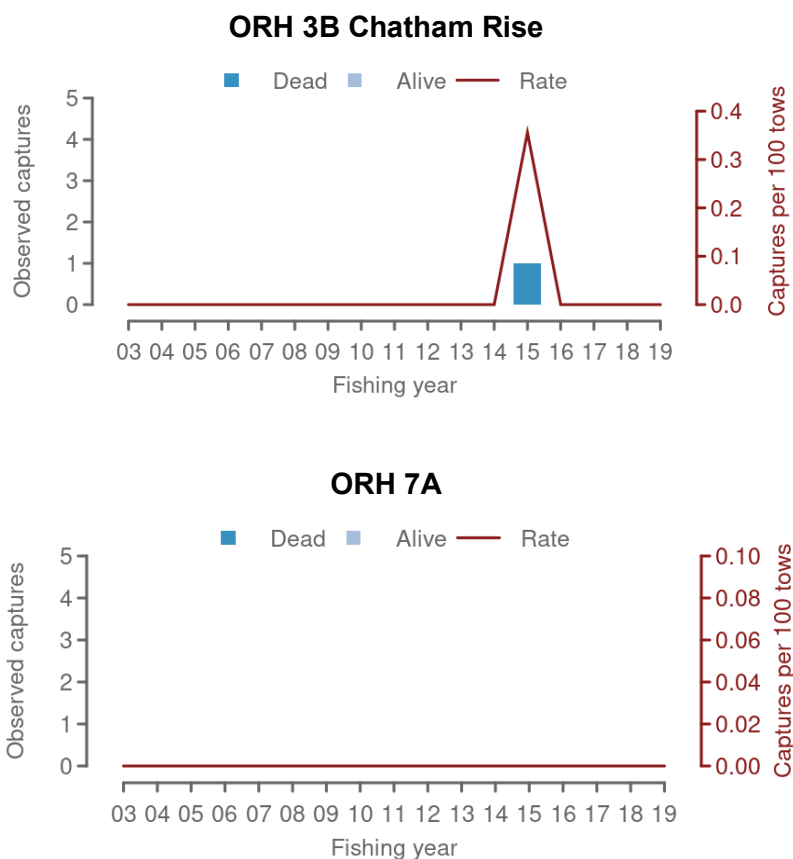 ORH 3B Chatham Rise
Dead Alive Rate
Observed captures
5
4
3
2
1
0
0.4
0.3
0.2
0.1
0.0
Captures per 100 tows
03 04 05 06 07 08 09 10 11 12 13 14 15 16 17 18 19
Fishing year
ORH 7A
Dead Alive Rate
Observed captures
5
4
3
2
1
0
0.10
0.08
0.06
0.04
0.02
0.00
Captures per 100 tows
03 04 05 06 07 08 09 10 11 12 13 14 15 16 17 18 19
Fishing year